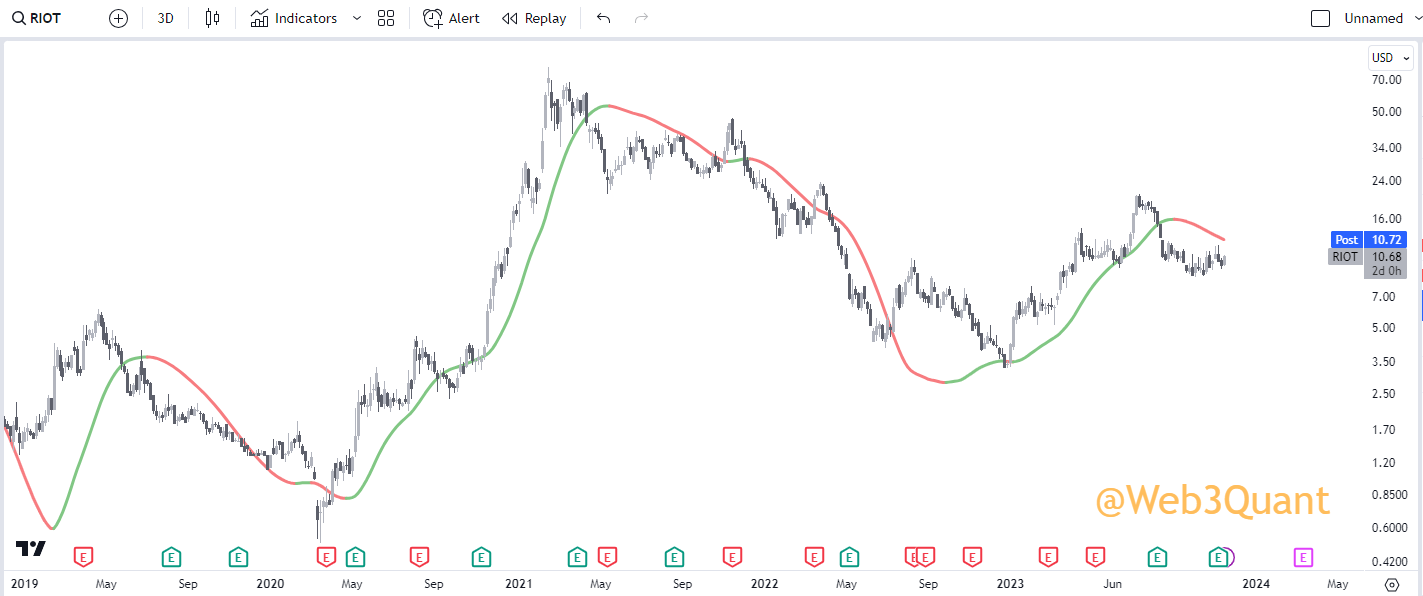 RIOT 3D Indicators Alert Replay Unnamed
USD
70.00
50.00
34.00
24.00
16.00
Post 10.72
RIOT 10.68
2d 0h
7.00
5.00
3.50
2.50
1.70
1.20
0.8500
0.6000
0.4200
@Web3Quant
E E E E E E E E E E E E E E E E E E E E E
2019 May Sep 2020 May Sep 2021 May Sep 2022 May Sep 2023 Jun 2024 May